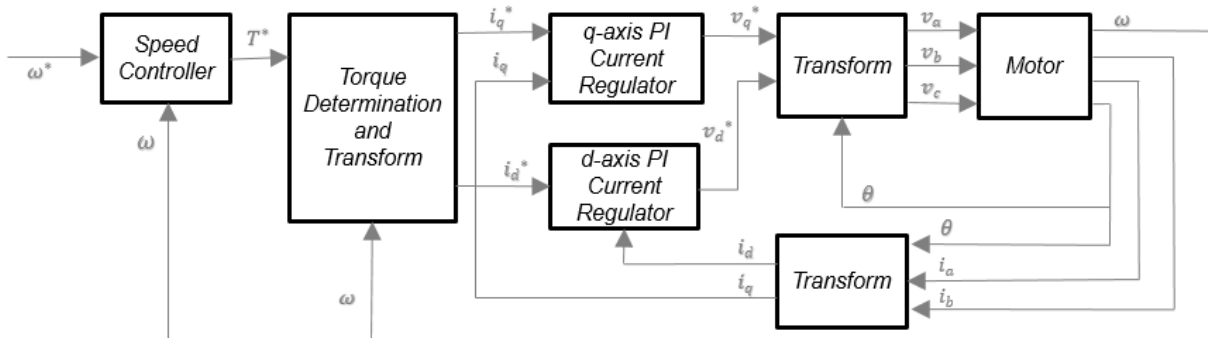 ω*
Speed
Controller
T*
ω
Torque
Determination
and
Transform
ω
i_q*
i_q
q-axis PI
Current
Regulator
v_q*
i_d*
d-axis PI
Current
Regulator
v_d*
Transform
v_a
v_b
v_c
Motor
ω
θ
θ
i_d
i_q
Transform
i_a
i_b